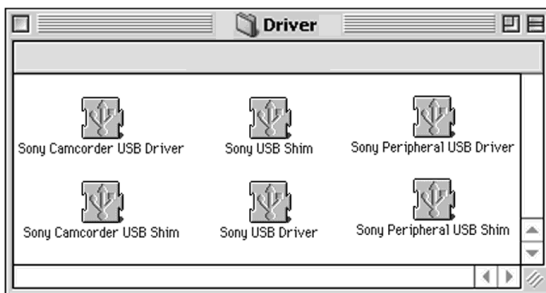 Driver
Sony Camcorder USB Driver
Sony USB Shim
Sony Peripheral USB Driver
Sony Camcorder USB Shim
Sony USB Driver
Sony Peripheral USB Shim